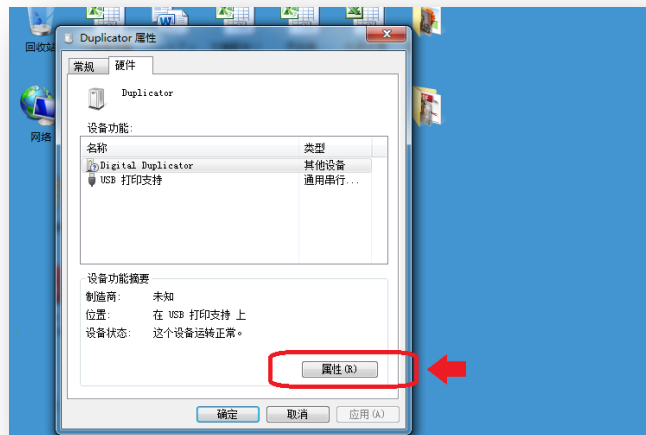 回收站
Duplicator 属性
常规
硬件
网络
Duplicator
设备功能:
名称 类型
Digital Duplicator 其他设备
USB 打印支持 通用串行...
设备功能摘要
制造商: 未知
位置: 在 USB 打印支持 上
设备状态: 这个设备运转正常。
属性(R)
确定 取消 应用(A)